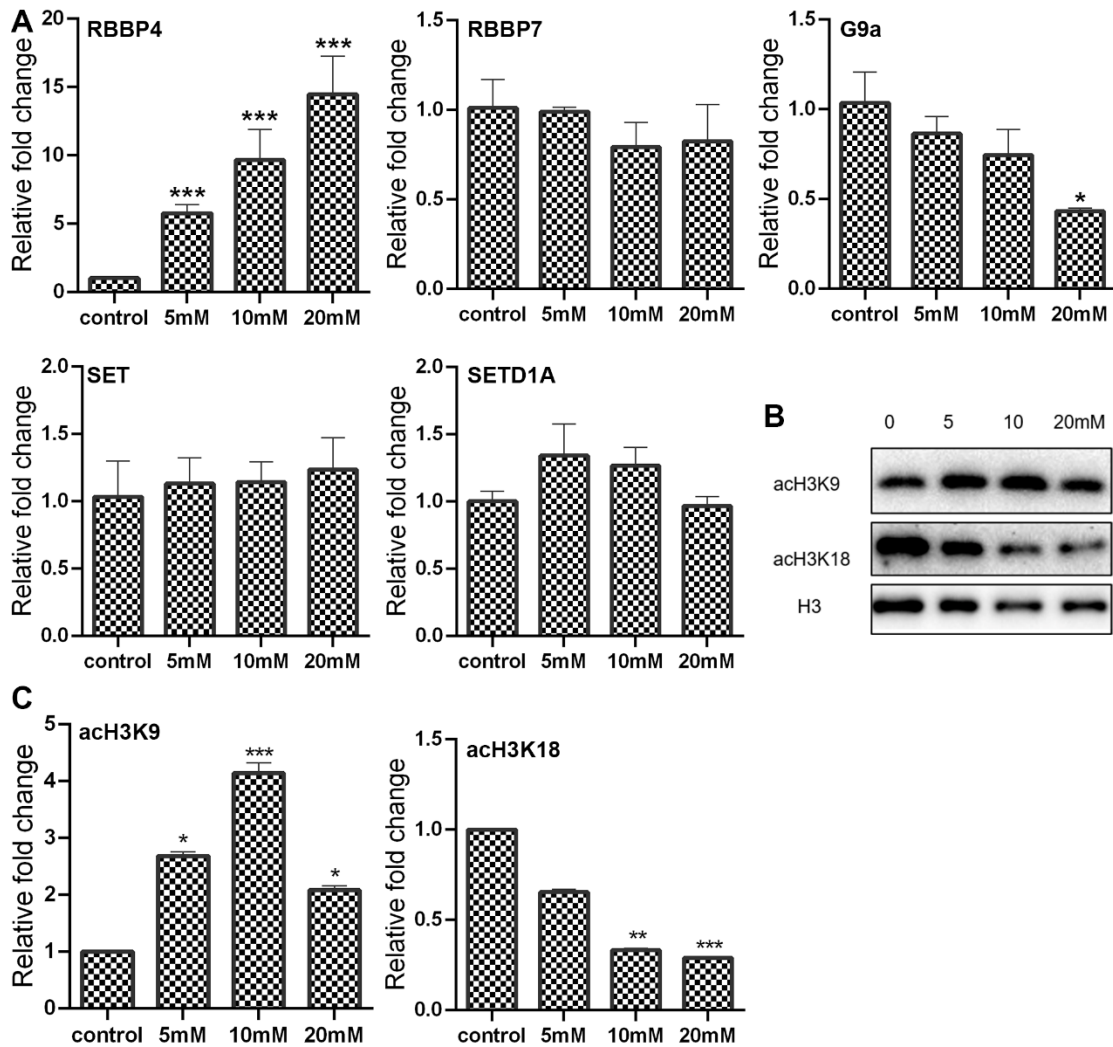 A
RBBP4
Relative fold change
20
15
10
5
0
***
***
***
control 5mM 10mM 20mM
RBBP7
Relative fold change
1.5
1.0
0.5
0.0
control 5mM 10mM 20mM
G9a
Relative fold change
1.5
1.0
0.5
0.0
*
control 5mM 10mM 20mM
SET
Relative fold change
2.0
1.5
1.0
0.5
0.0
control 5mM 10mM 20mM
SETD1A
Relative fold change
2.0
1.5
1.0
0.5
0.0
control 5mM 10mM 20mM
B
0 5 10 20mM
acH3K9
acH3K18
H3
C
acH3K9
Relative fold change
5
4
3
2
1
0
*
***
*
control 5mM 10mM 20mM
acH3K18
Relative fold change
1.5
1.0
0.5
0.0
**
***
control 5mM 10mM 20mM